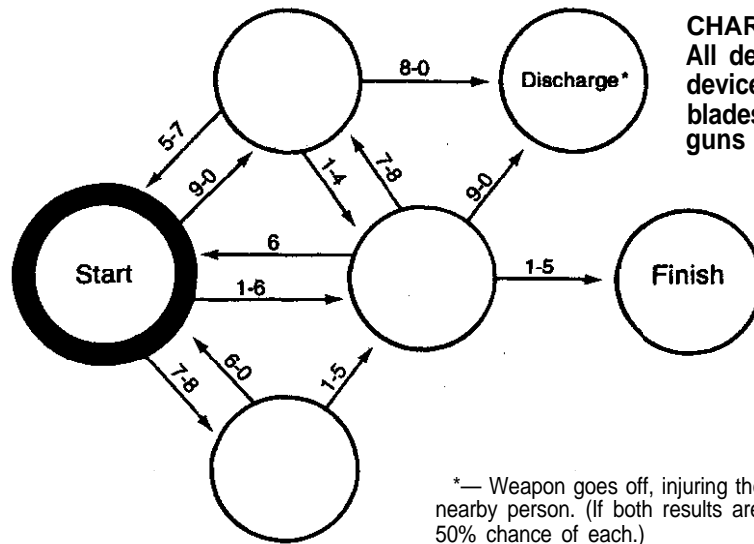 CHAR
All de
device
blades
guns
8-0
Discharge*
5-7
9-0
1-4
7-8
9-0
6
Start
1-6
1-5
Finish
7-8
6-0
1-5
*— Weapon goes off, injuring the
nearby person. (If both results are
50% chance of each.)